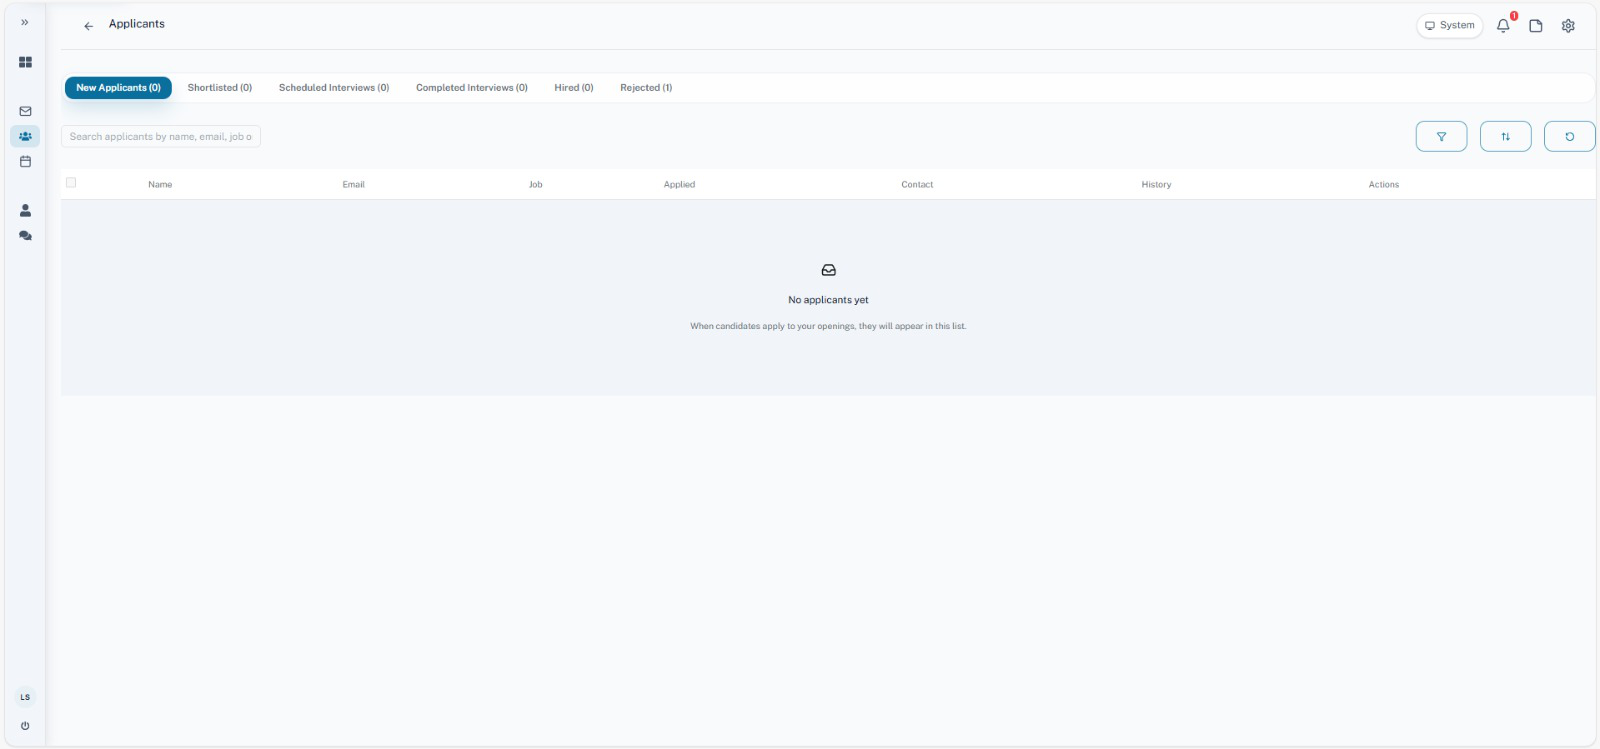 Applicants
System
1
New Applicants (0) Shortlisted (0) Scheduled Interviews (0) Completed Interviews (0) Hired (0) Rejected (1)
Search applicants by name, email, job o
Name Email Job Applied Contact History Actions
No applicants yet
When candidates apply to your openings, they will appear in this list.
LS